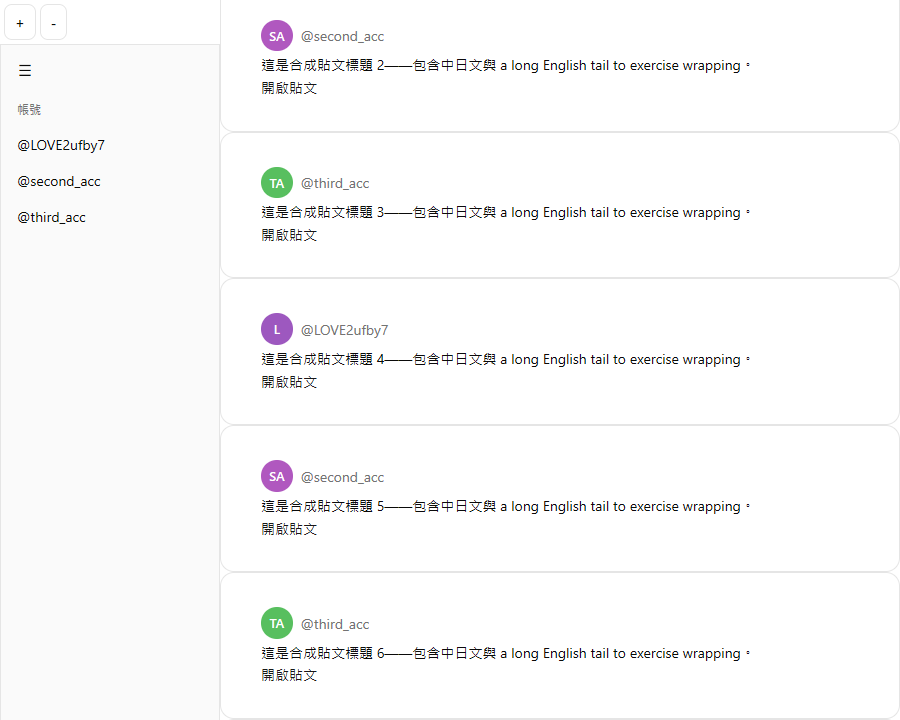 + -
☰
帳號
@LOVE2ufby7
@second_acc
@third_acc
SA @second_acc
這是合成貼文標題 2——包含中日文與 a long English tail to exercise wrapping。
開啟貼文
TA @third_acc
這是合成貼文標題 3——包含中日文與 a long English tail to exercise wrapping。
開啟貼文
L @LOVE2ufby7
這是合成貼文標題 4——包含中日文與 a long English tail to exercise wrapping。
開啟貼文
SA @second_acc
這是合成貼文標題 5——包含中日文與 a long English tail to exercise wrapping。
開啟貼文
TA @third_acc
這是合成貼文標題 6——包含中日文與 a long English tail to exercise wrapping。
開啟貼文